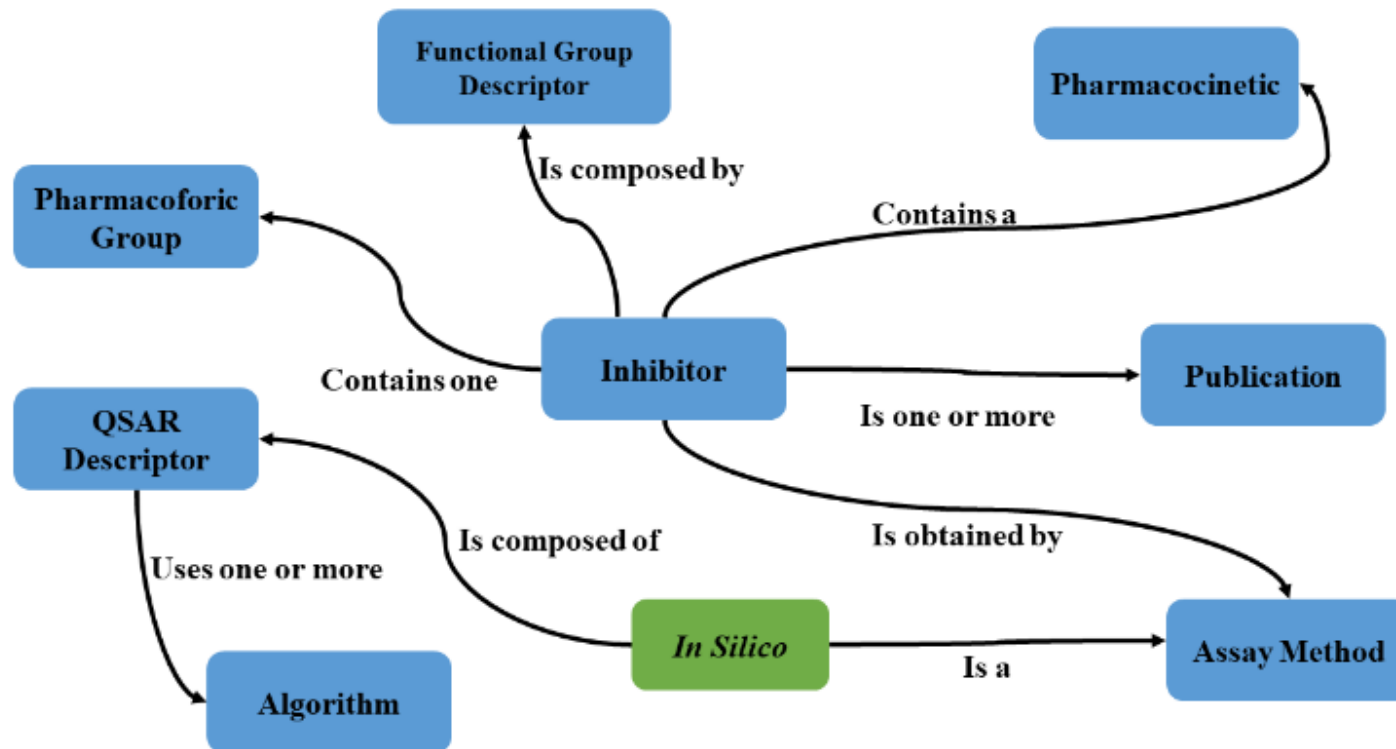 Functional Group
Descriptor
Pharmacocinetic
Is composed by
Pharmacoforic
Group
Contains a
Inhibitor
Publication
Contains one
Is one or more
QSAR
Descriptor
Is composed of
Is obtained by
Uses one or more
In Silico
Is a
Assay Method
Algorithm